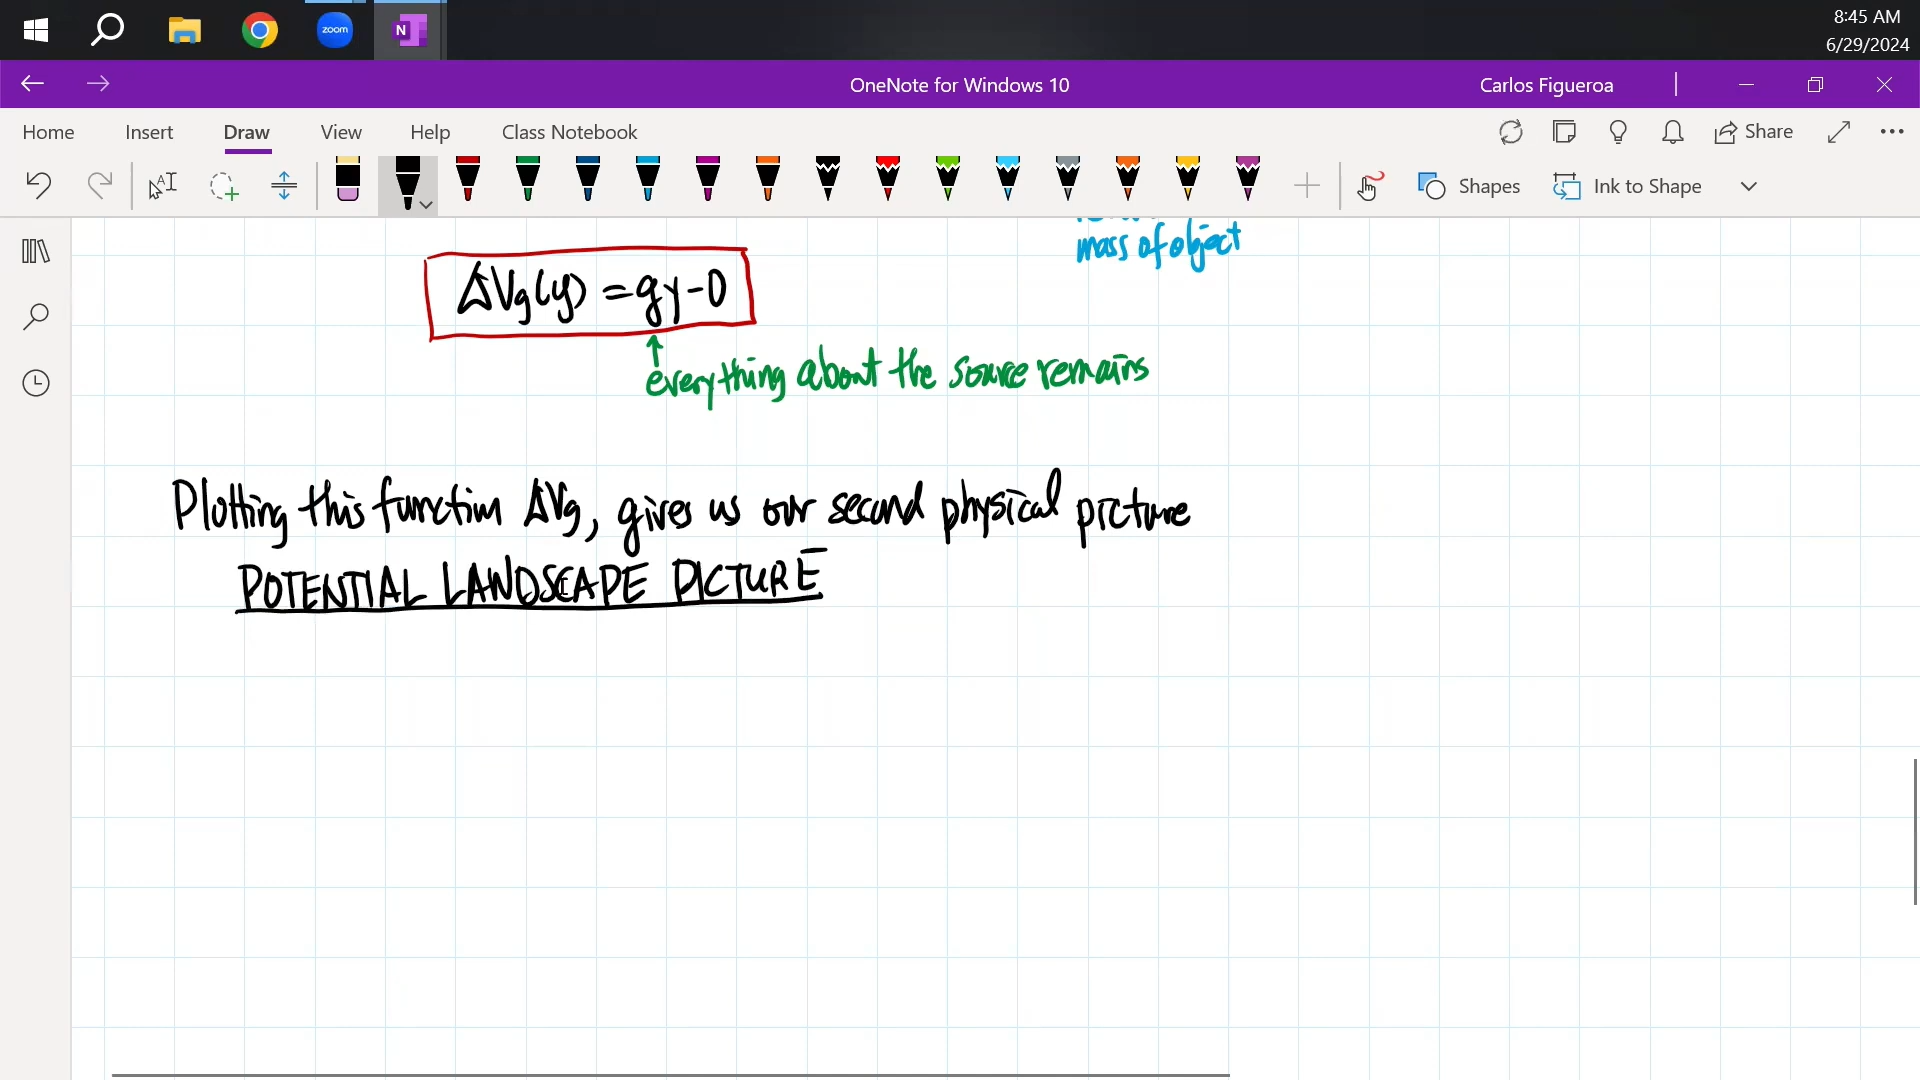 8:45 AM
6/29/2024
zoom
N
OneNote for Windows 10
Carlos Figueroa
Home Insert Draw View Help Class Notebook
Share
Shapes
Ink to Shape
mass of object
ΔVg(y) = gy - 0
everything about the source remains
Plotting this function ΔVg, gives us our second physical picture
POTENTIAL LANDSCAPE PICTURE